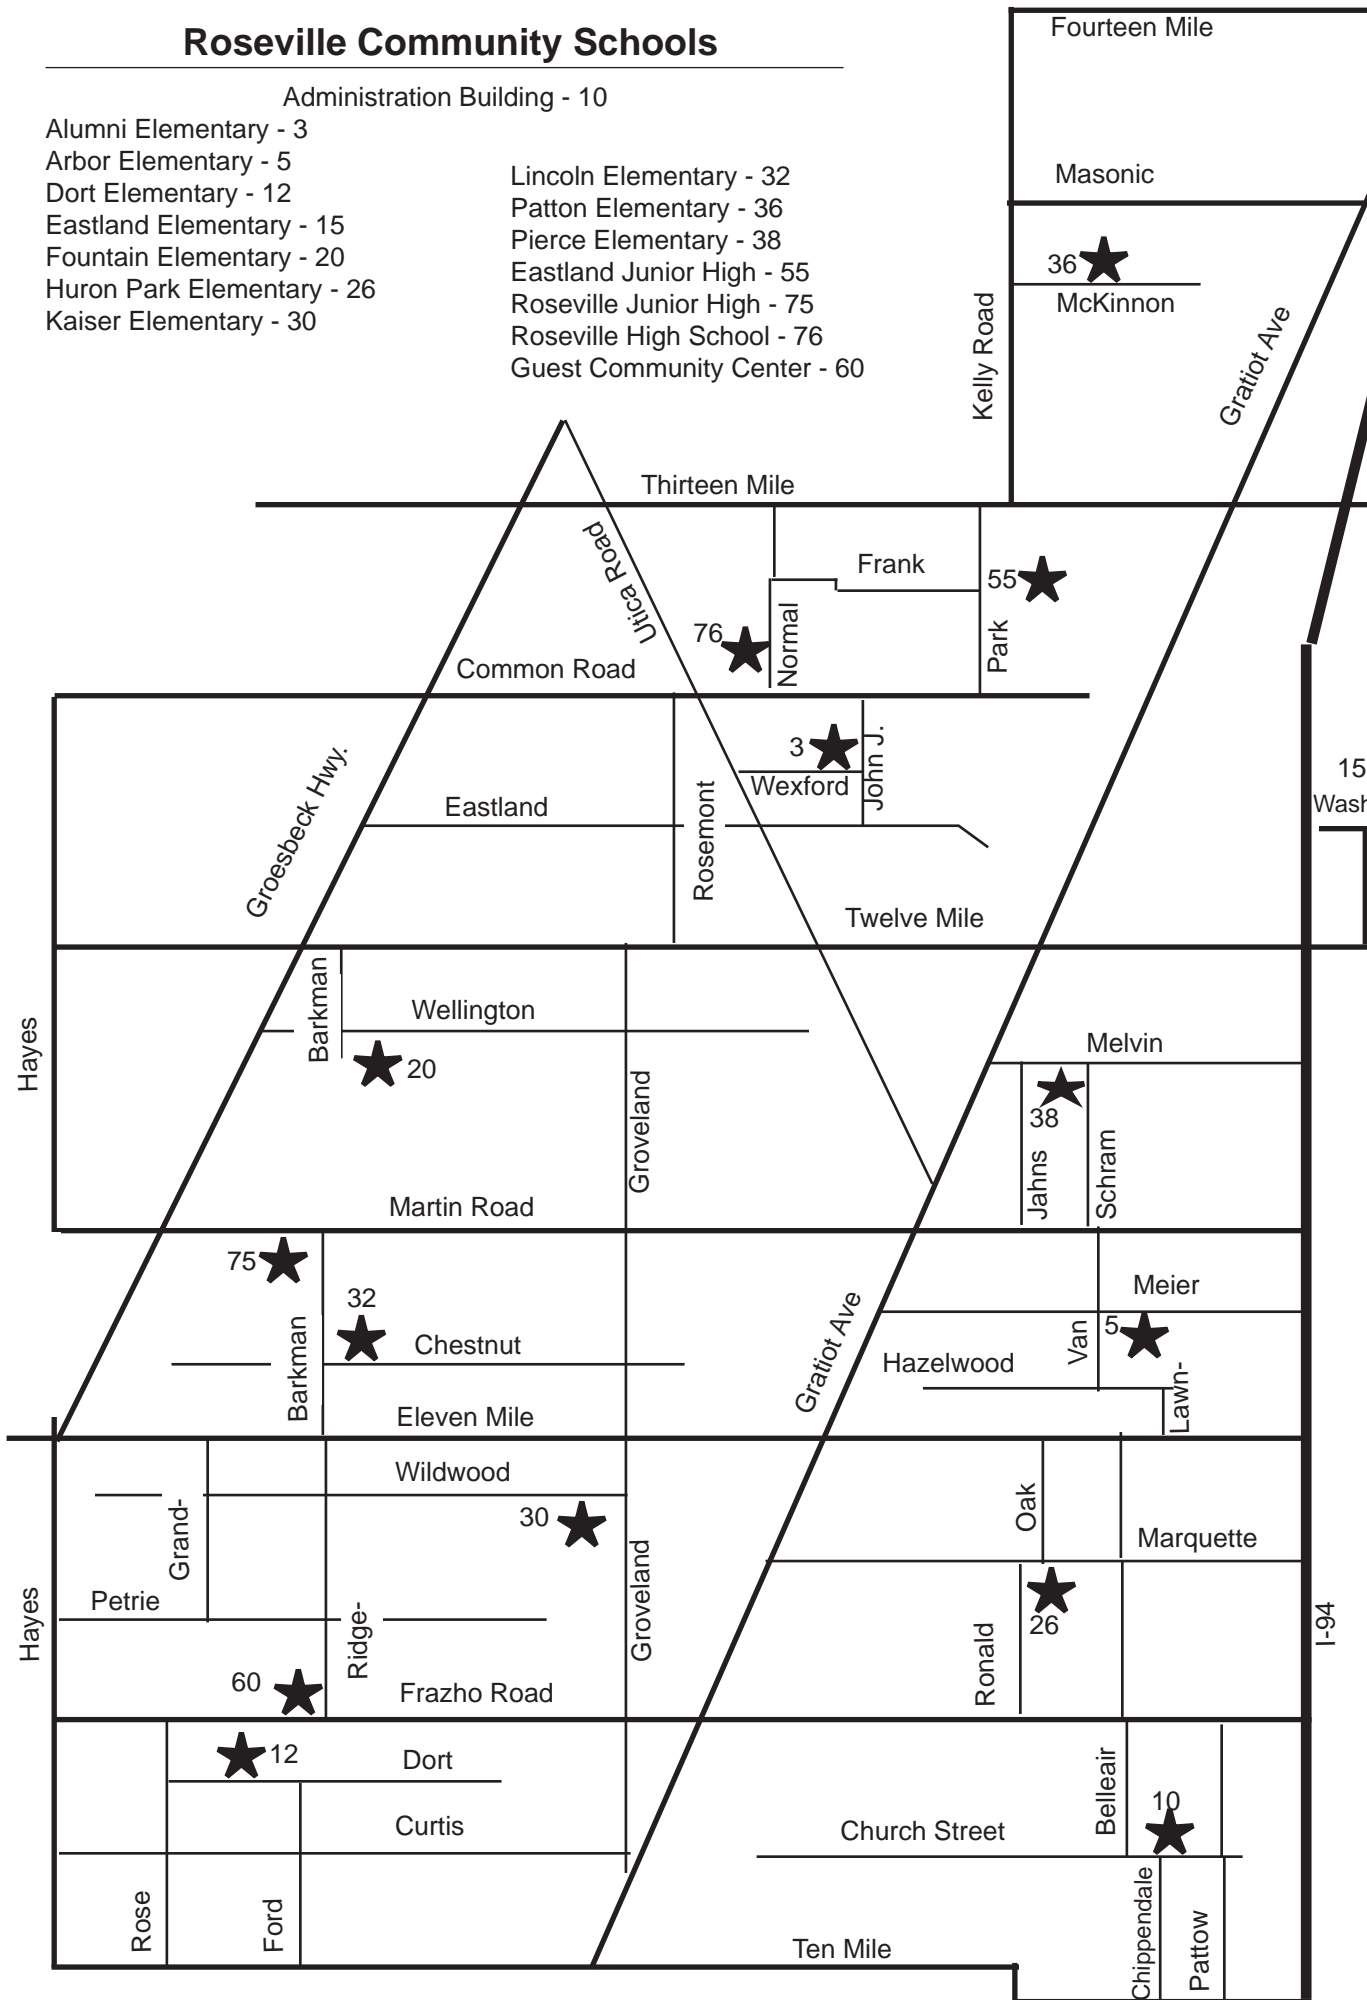 Roseville Community Schools
Administration Building - 10
Alumni Elementary - 3
Arbor Elementary - 5
Dort Elementary - 12
Eastland Elementary - 15
Fountain Elementary - 20
Huron Park Elementary - 26
Kaiser Elementary - 30
Lincoln Elementary - 32
Patton Elementary - 36
Pierce Elementary - 38
Eastland Junior High - 55
Roseville Junior High - 75
Roseville High School - 76
Guest Community Center - 60
Fourteen Mile
Masonic
36
McKinnon
Kelly Road
Gratiot Ave
Thirteen Mile
Utica Road
Frank
55
76
Normal
Park
Common Road
3
John J.
Wexford
15
Wash
Groesbeck Hwy.
Eastland
Rosemont
Twelve Mile
Barkman
Wellington
Hayes
20
Groveland
Melvin
38
Jahns
Schram
Martin Road
75
32
Meier
Barkman
Chestnut
Gratiot Ave
Van
5
Hazelwood
Lawn-
Eleven Mile
Wildwood
30
Grand-
Oak
Marquette
Petrie
Hayes
Ridge-
Groveland
26
Ronald
I-94
60
Frazho Road
12
Dort
Belleair
10
Curtis
Church Street
Rose
Ford
Chippendale
Pattow
Ten Mile